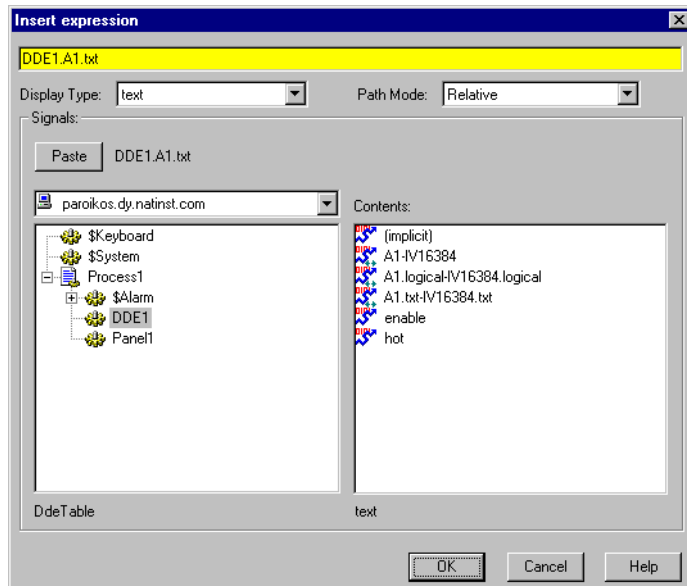 Insert expression
DDE1.A1.txt
Display Type: text Path Mode: Relative
Signals:
Paste DDE1.A1.txt
paroikos.dy.natinst.com Contents:
$Keyboard
$System
Process1
$Alarm
DDE1
Panel1
(implicit)
A1-IV16384
A1.logical-IV16384.logical
A1.txt-IV16384.txt
enable
hot
DdeTable text
OK Cancel Help